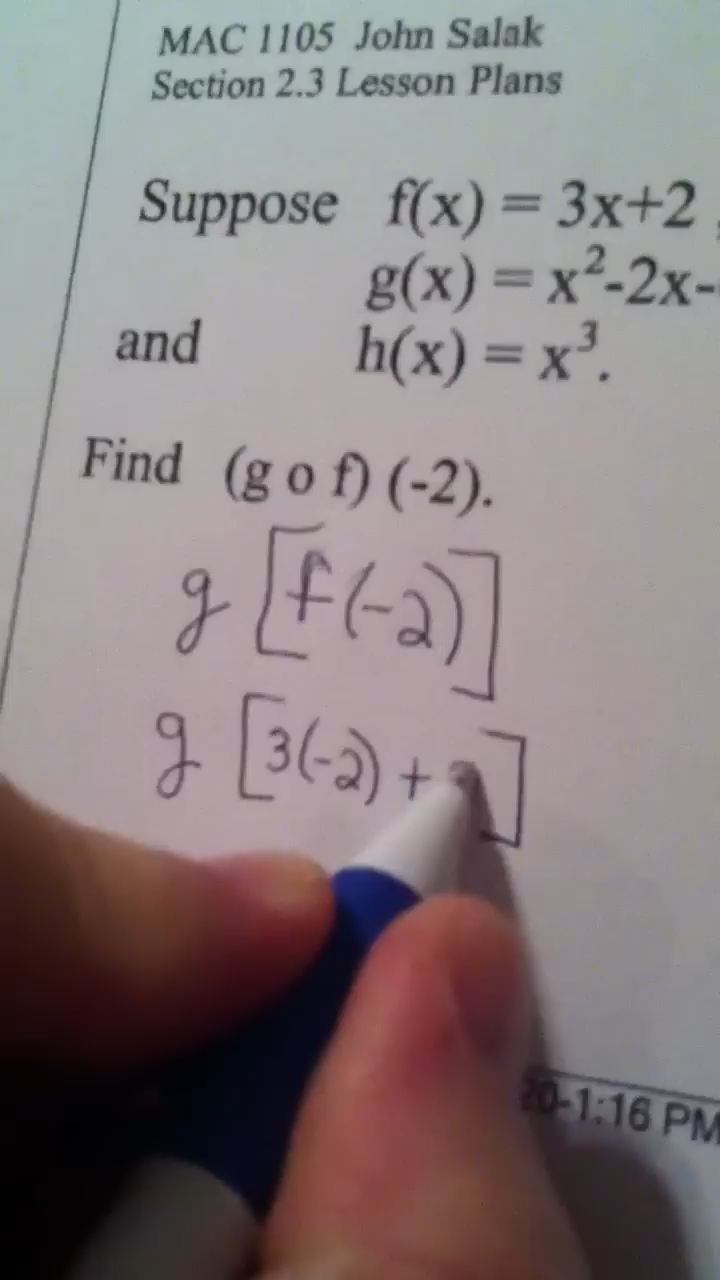 MAC 1105 John Salak
Section 2.3 Lesson Plans
Suppose f(x) = 3x+2 ,
g(x) = x²-2x-
and h(x) = x³.
Find (g o f) (-2).
g [f(-2)]
g [3(-2) + ]
-1:16 PM